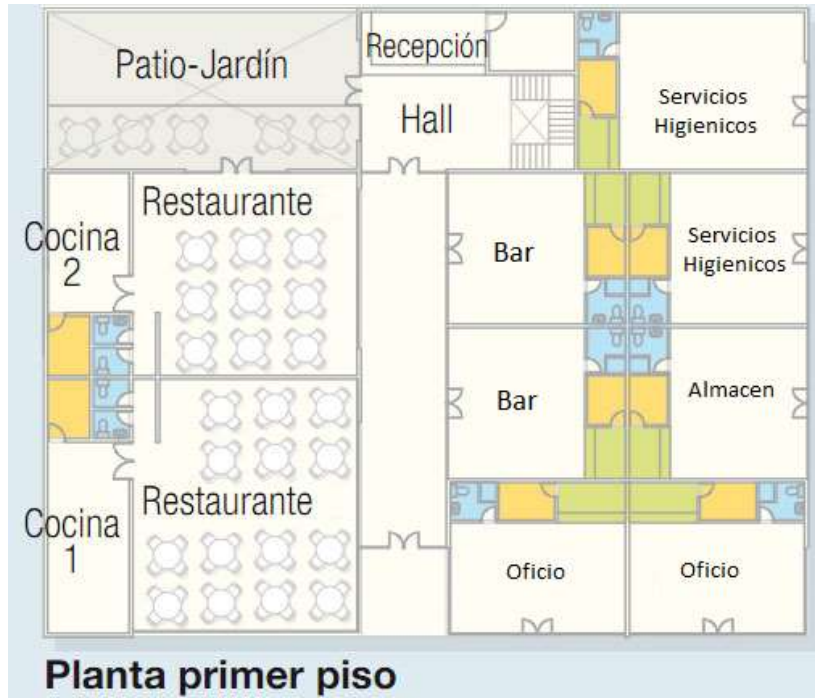 Patio-Jardín
Recepción
Hall
Servicios
Higienicos
Cocina
2
Restaurante
Bar
Servicios
Higienicos
Bar
Almacen
Cocina
1
Restaurante
Oficio
Oficio
Planta primer piso